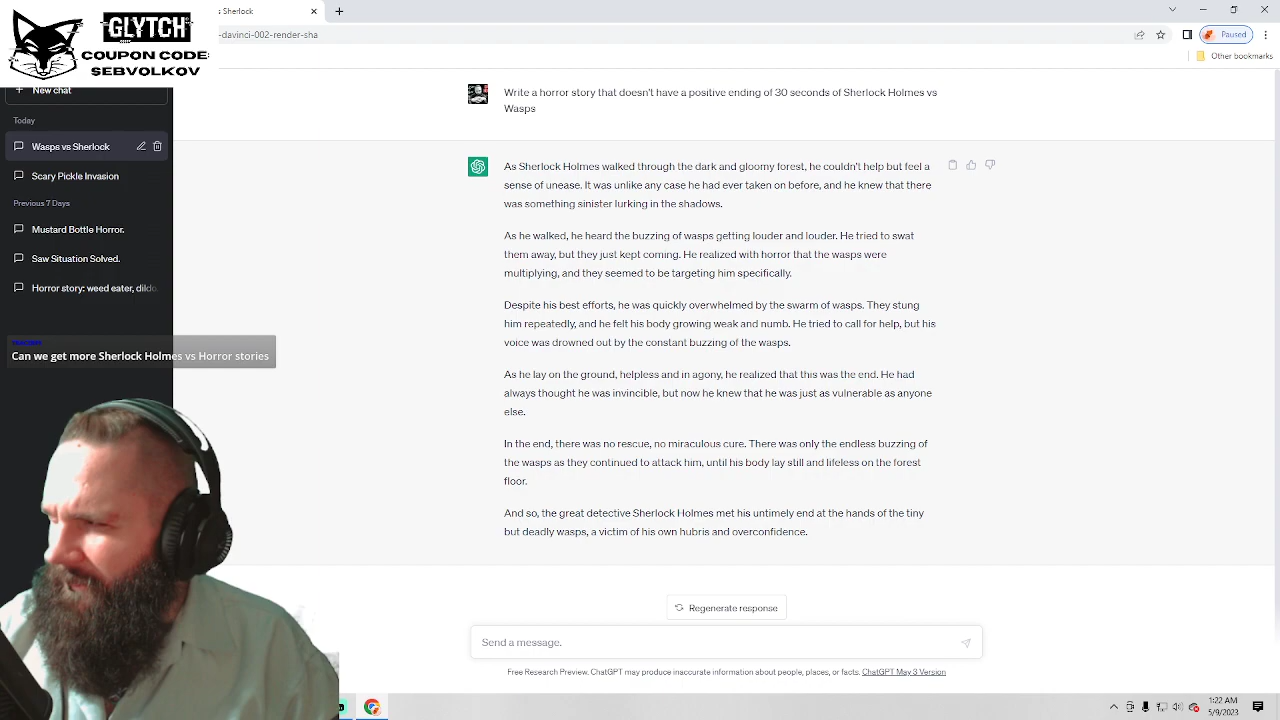 GLYTCH
COUPON CODE:
SEBVOLKOV
s Sherlock
-davinci-002-render-sha
Paused
Other bookmarks
New chat
Today
Wasps vs Sherlock
Scary Pickle Invasion
Previous 7 Days
Mustard Bottle Horror.
Saw Situation Solved.
Horror story: weed eater, dildo
Can we get more Sherlock Holmes vs Horror stories
Write a horror story that doesn't have a positive ending of 30 seconds of Sherlock Holmes vs
Wasps
As Sherlock Holmes walked through the dark and gloomy forest, he couldn't help but feel a
sense of unease. It was unlike any case he had ever taken on before, and he knew that there
was something sinister lurking in the shadows.
As he walked, he heard the buzzing of wasps getting louder and louder. He tried to swat
them away, but they just kept coming. He realized with horror that the wasps were
multiplying, and they seemed to be targeting him specifically.
Despite his best efforts, he was quickly overwhelmed by the swarm of wasps. They stung
him repeatedly, and he felt his body growing weak and numb. He tried to call for help, but his
voice was drowned out by the constant buzzing of the wasps.
As he lay on the ground, helpless and in agony, he realized that this was the end. He had
always thought he was invincible, but now he knew that he was just as vulnerable as anyone
else.
In the end, there was no rescue, no miraculous cure. There was only the endless buzzing of
the wasps as they continued to attack him, until his body lay still and lifeless on the forest
floor.
And so, the great detective Sherlock Holmes met his untimely end at the hands of the tiny
but deadly wasps, a victim of his own hubris and overconfidence.
Regenerate response
Send a message.
Free Research Preview. ChatGPT may produce inaccurate information about people, places, or facts. ChatGPT May 3 Version
1:22 AM
5/9/2023